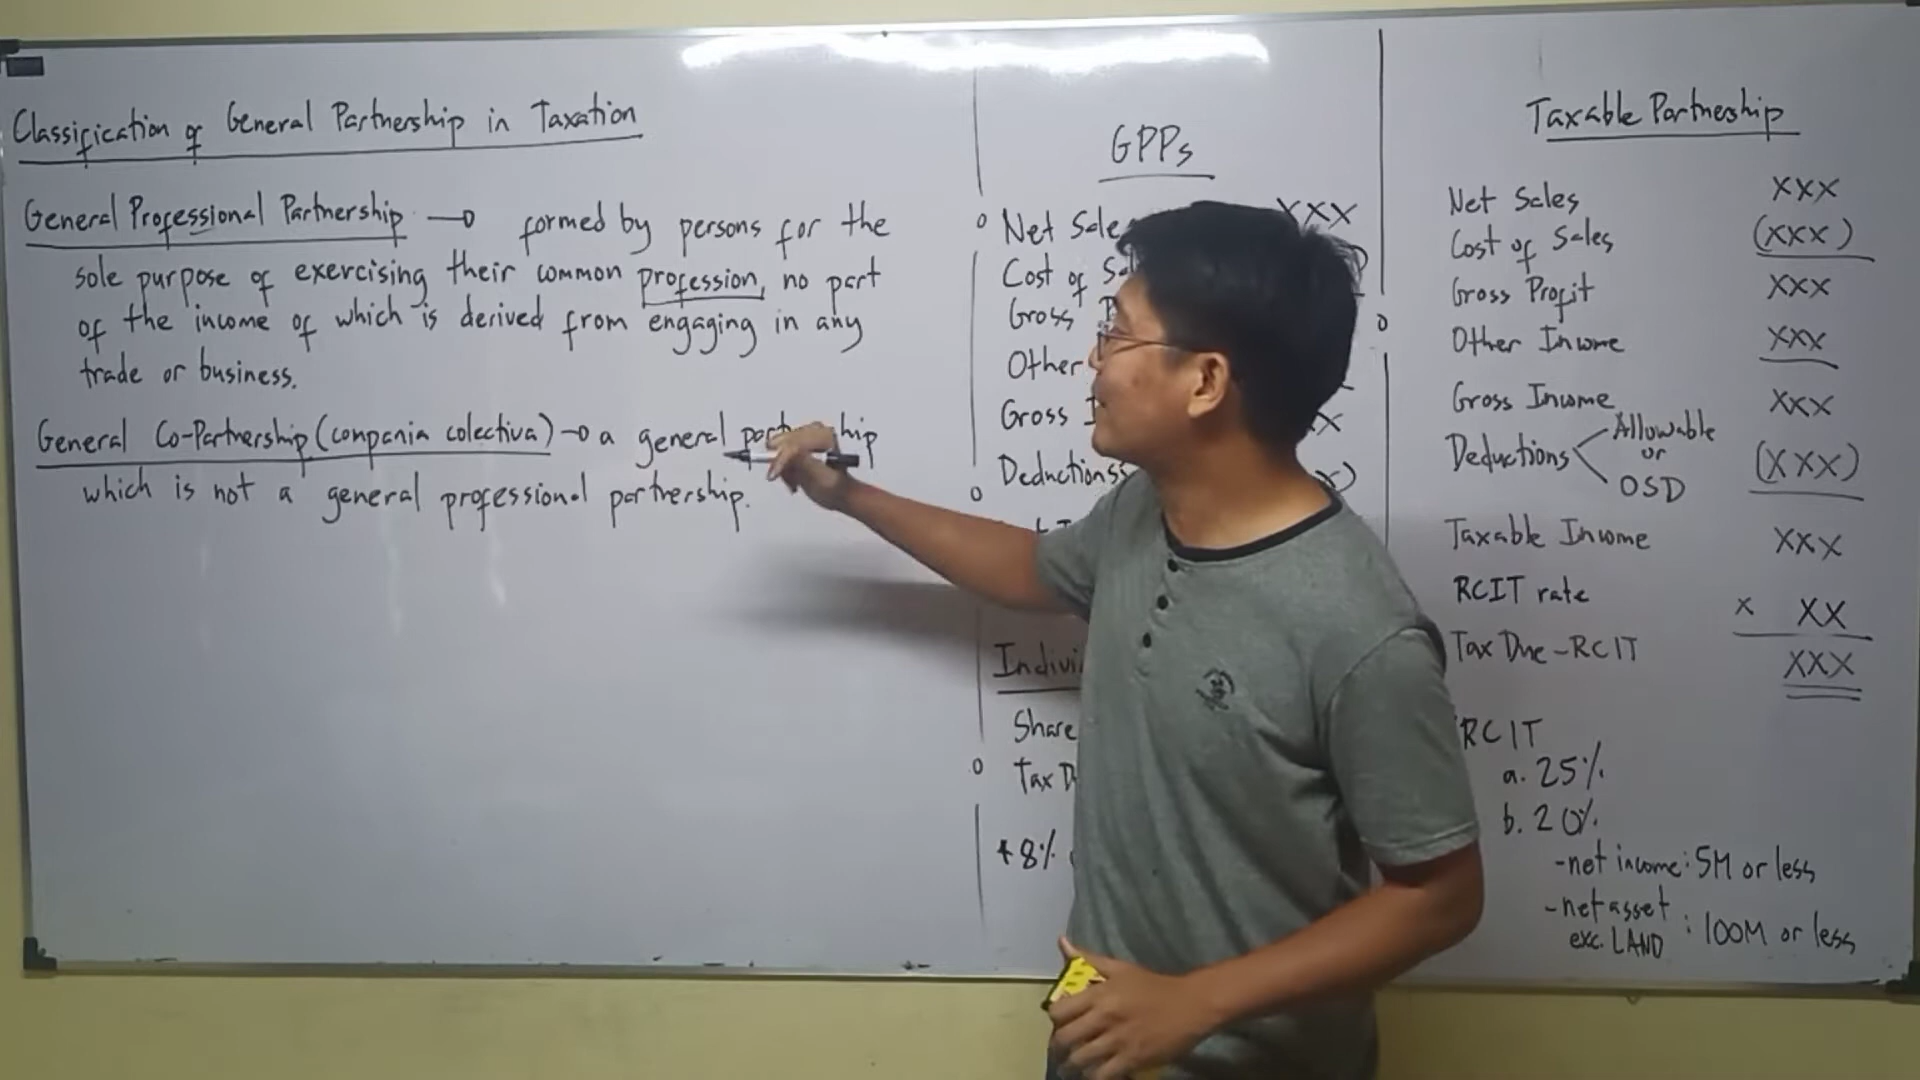 Classification of General Partnership in Taxation
General Professional Partnership → formed by persons for the
sole purpose of exercising their common profession, no part
of the income of which is derived from engaging in any
trade or business.
General Co-Partnership (compania colectiva) → a general partnership
which is not a general professional partnership.
GPPs
Net Sales XXX
Cost of
Gross
Other
Gross
Deductions
Share
Tax
8%
Taxable Partnership
Net Sales XXX
Cost of Sales (XXX)
Gross Profit XXX
Other Income XXX
Gross Income XXX
Deductions Allowable or OSD (XXX)
Taxable Income XXX
RCIT rate x XX
Tax Due - RCIT XXX
RCIT
a. 25%
b. 20%
- net income: 5M or less
- net asset
exc. LAND : 100M or less